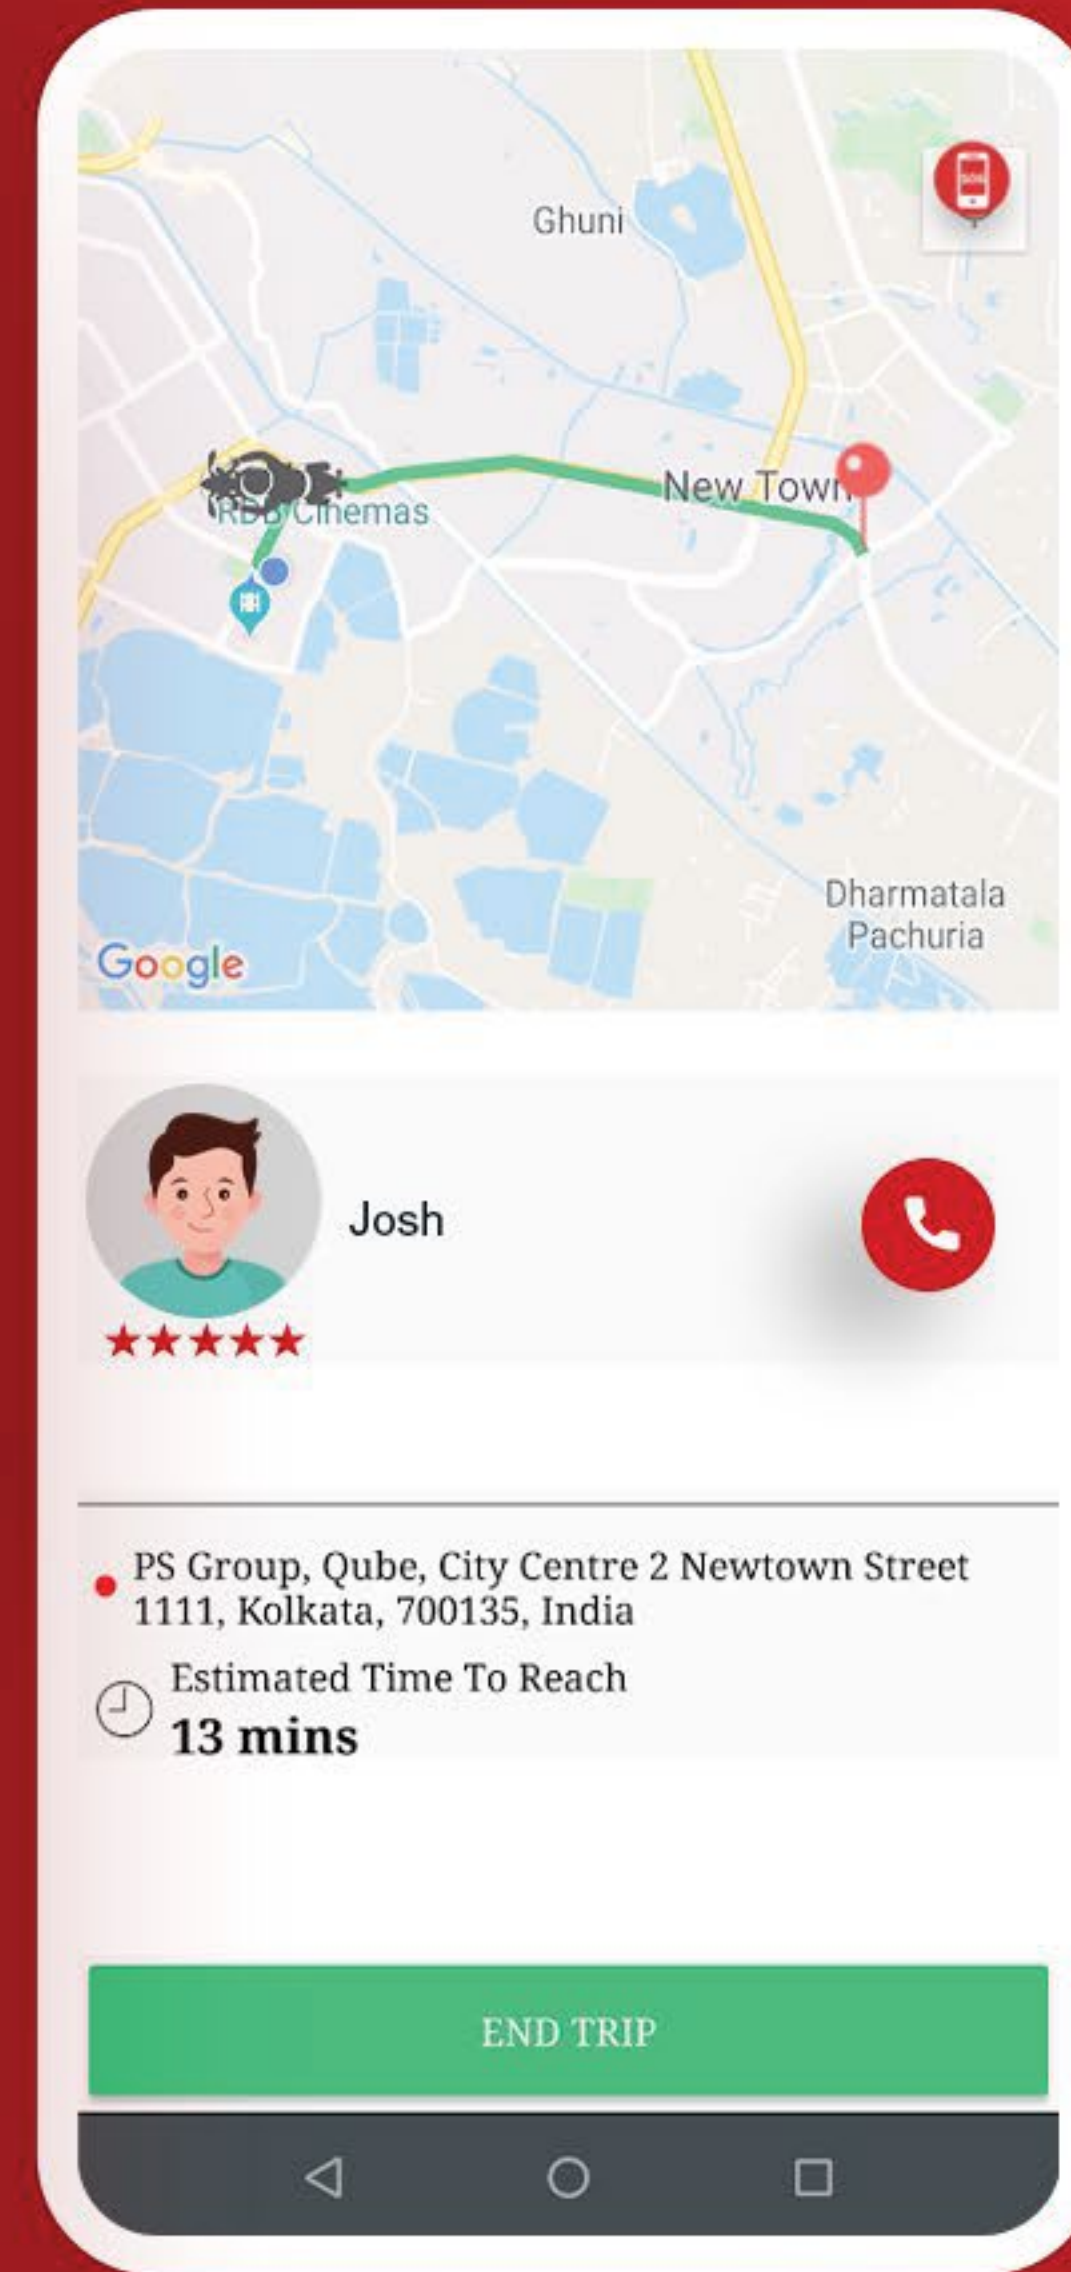 Ghuni
SOS
New Town
RDB Cinemas
Dharmatala
Pachuria
Google
Josh
PS Group, Qube, City Centre 2 Newtown Street
1111, Kolkata, 700135, India
Estimated Time To Reach
13 mins
END TRIP